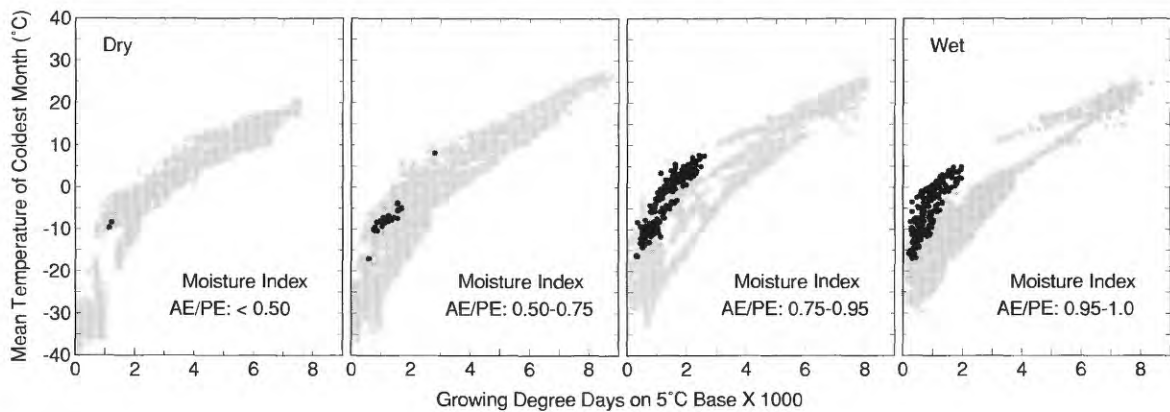 Mean Temperature of Coldest Month (˚C)
40
30
20
10
0
-10
-20
-30
-40
Dry
Wet
Moisture Index
AE/PE: < 0.50
Moisture Index
AE/PE: 0.50-0.75
Moisture Index
AE/PE: 0.75-0.95
Moisture Index
AE/PE: 0.95-1.0
0 2 4 6 8
0 2 4 6 8
0 2 4 6 8
0 2 4 6 8
Growing Degree Days on 5˚C Base X 1000